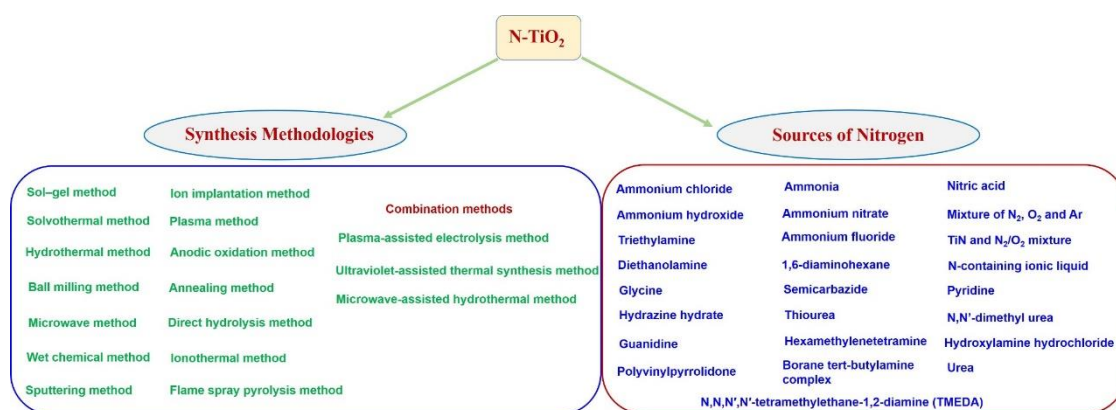 N-TiO₂
Synthesis Methodologies
Sol–gel method
Solvothermal method
Hydrothermal method
Ball milling method
Microwave method
Wet chemical method
Sputtering method
Ion implantation method
Plasma method
Anodic oxidation method
Annealing method
Direct hydrolysis method
Ionothermal method
Flame spray pyrolysis method
Combination methods
Plasma-assisted electrolysis method
Ultraviolet-assisted thermal synthesis method
Microwave-assisted hydrothermal method
Sources of Nitrogen
Ammonium chloride
Ammonium hydroxide
Triethylamine
Diethanolamine
Glycine
Hydrazine hydrate
Guanidine
Polyvinylpyrrolidone
Ammonia
Ammonium nitrate
Ammonium fluoride
1,6-diaminohexane
Semicarbazide
Thiourea
Hexamethylenetetramine
Borane tert-butylamine
complex
Nitric acid
Mixture of N₂, O₂ and Ar
TiN and N₂/O₂ mixture
N-containing ionic liquid
Pyridine
N,N’-dimethyl urea
Hydroxylamine hydrochloride
Urea
N,N,N′,N′-tetramethylethane-1,2-diamine (TMEDA)